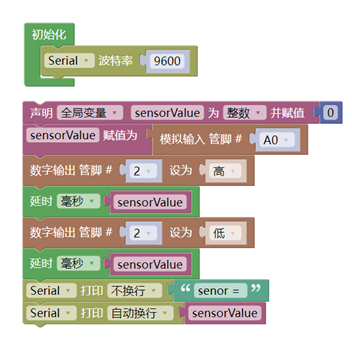 初始化
Serial 波特率 9600
声明 全局变量 sensorValue 为 整数 并赋值 0
sensorValue 赋值为 模拟输入 管脚 # A0
数字输出 管脚 # 2 设为 高
延时 毫秒 sensorValue
数字输出 管脚 # 2 设为 低
延时 毫秒 sensorValue
Serial 打印 不换行 “ senor = ”
Serial 打印 自动换行 sensorValue